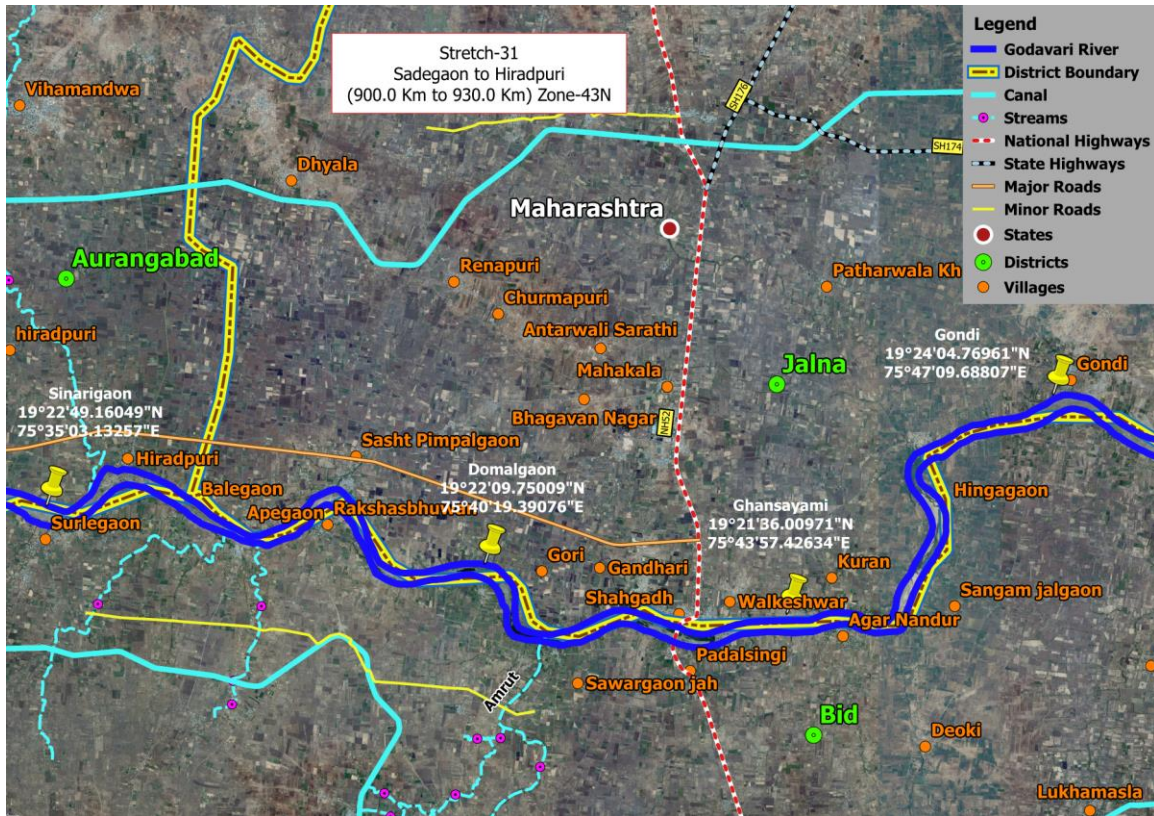 Stretch-31
Sadegaon to Hiradpuri
(900.0 Km to 930.0 Km) Zone-43N
Legend
Godavari River
District Boundary
Canal
Streams
National Highways
State Highways
Major Roads
Minor Roads
States
Districts
Villages
Vihamandwa
SH176
SH174
Dhyala
Maharashtra
Aurangabad
Renapuri
Patharwala Kh
Churmapuri
Antarwali Sarathi
hiradpuri
Gondi
19°24'04.76961"N
75°47'09.68807"E
Gondi
Mahakala
Jalna
Bhagavan Nagar
NH52
Sinarigaon
19°22'49.16049"N
75°35'03.13257"E
Sasht Pimpalgaon
Hiradpuri
Domalgaon
19°22'09.75009"N
75°40'19.39076"E
Balegaon
Hingagaon
Apegaon
Surlegaon
Ghansayami
19°21'36.00971"N
75°43'57.42634"E
Gori
Gandhari
Kuran
Shahgadh
Walkeshwar
Sangam jalgaon
Agar Nandur
Padalsingi
Sawargaon jah
Amrut
Bid
Deoki
Lukhamasla